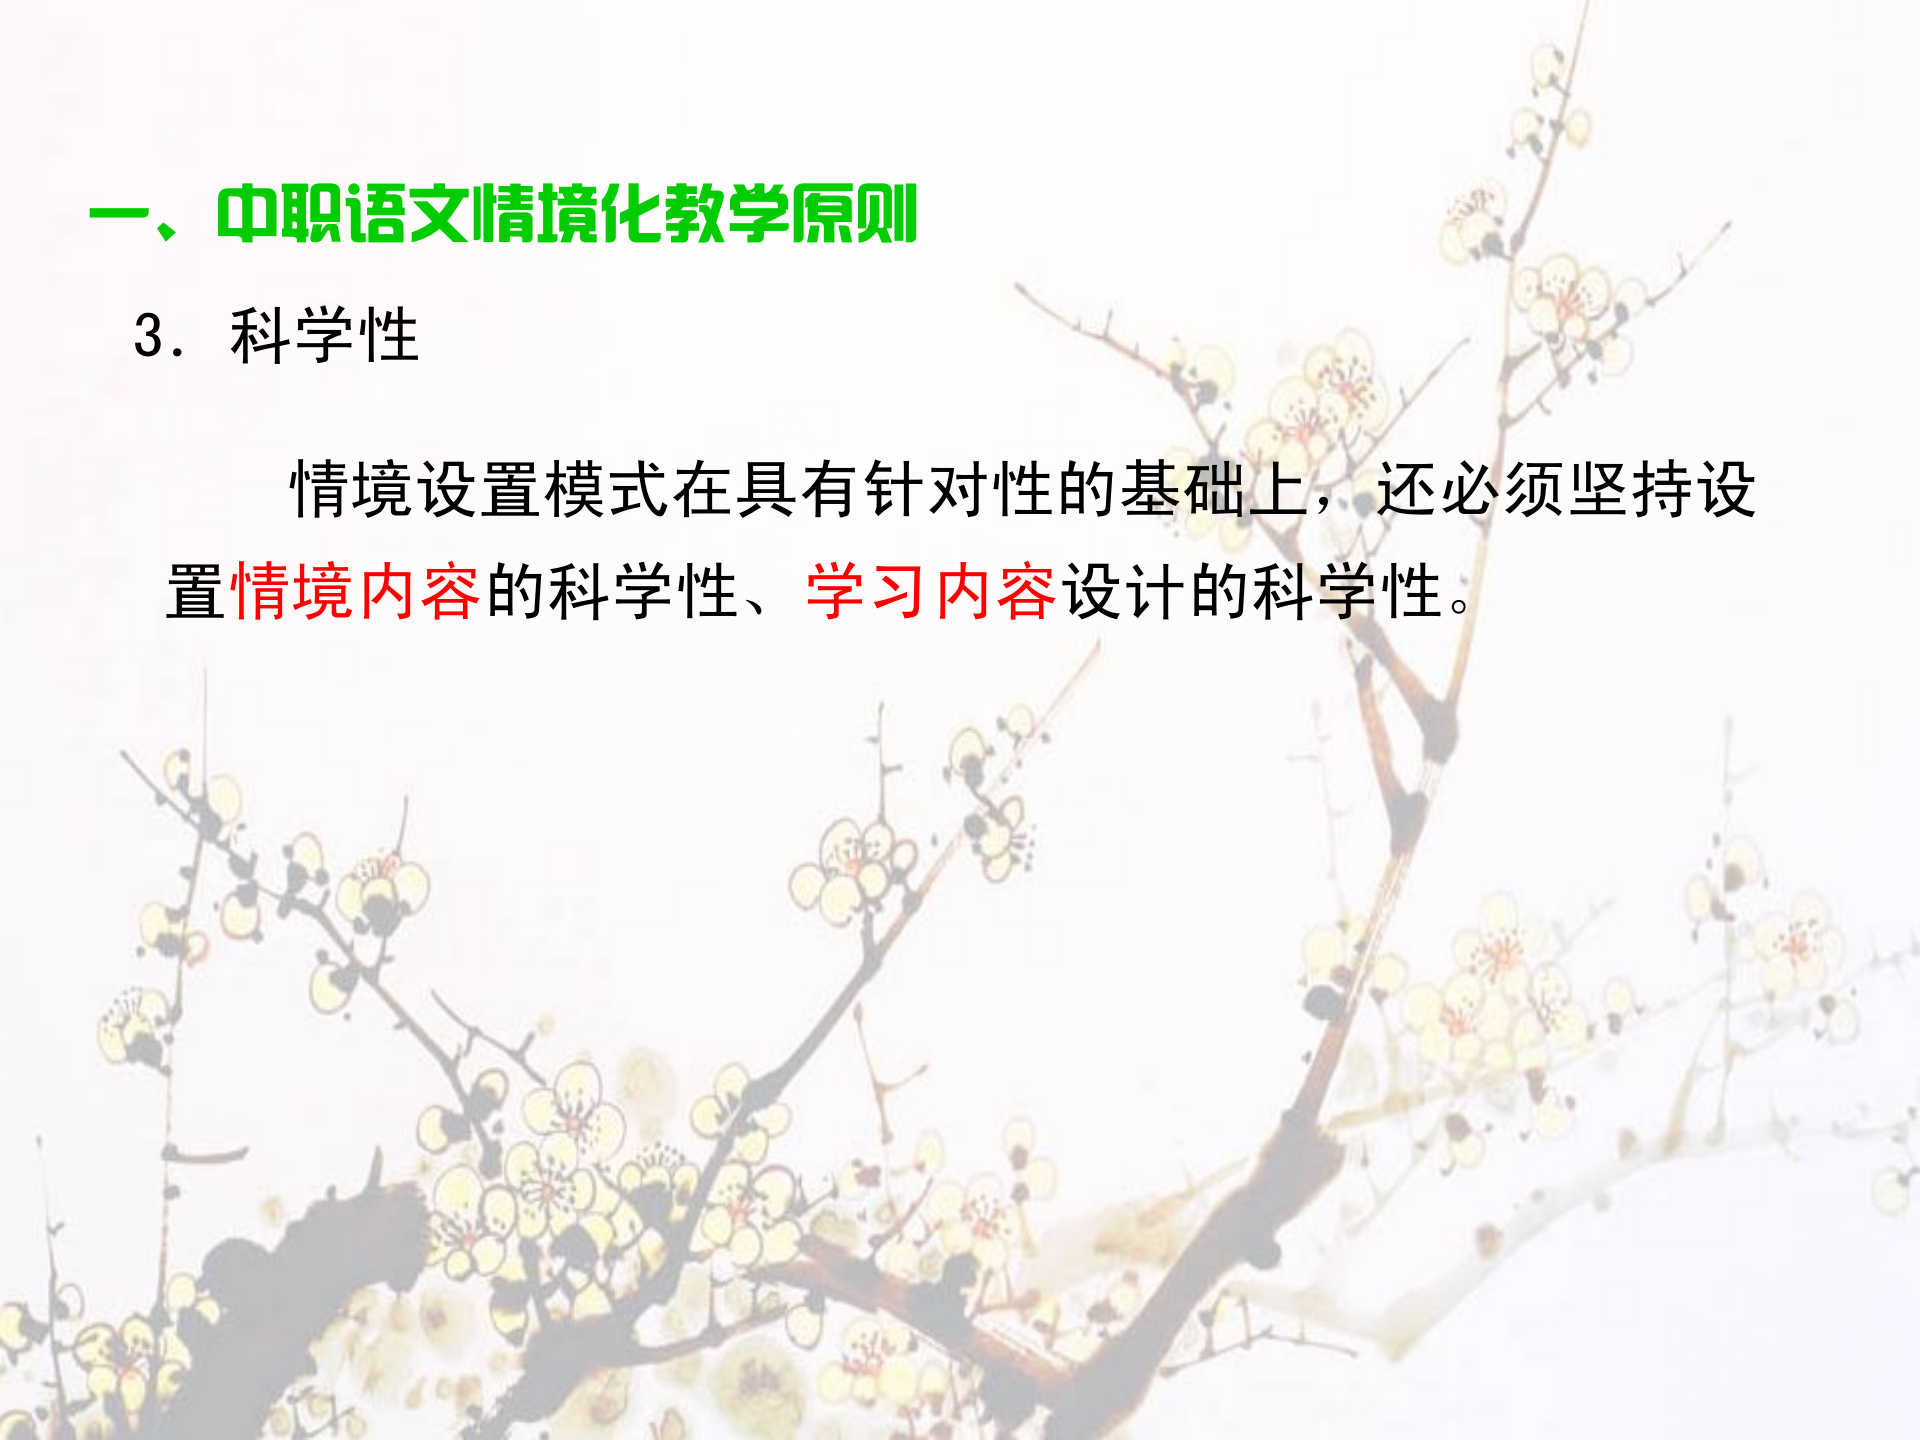 一、中职语文情境化教学原则
3. 科学性
情境设置模式在具有针对性的基础上，还必须坚持设
置情境内容的科学性、学习内容设计的科学性。